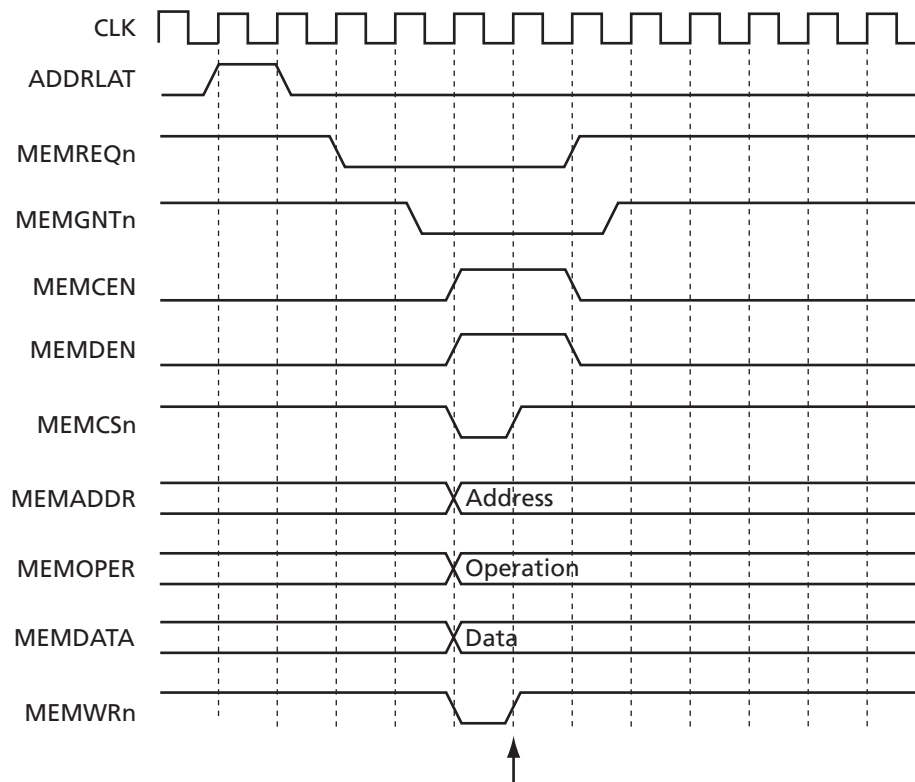 CLK
ADDRLAT
MEMREQn
MEMGNTn
MEMCEN
MEMDEN
MEMCSn
MEMADDR Address
MEMOPER Operation
MEMDATA Data
MEMWRn